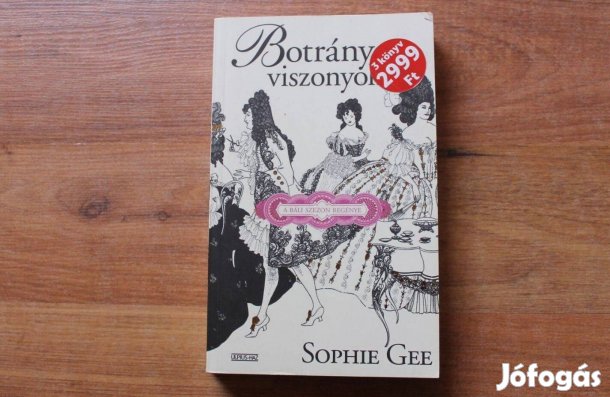 Botrány
viszonyok
3 könyv
2999
Ft
A BÁLI SZEZON REGÉNYE
SOPHIE GEE
Jófogás